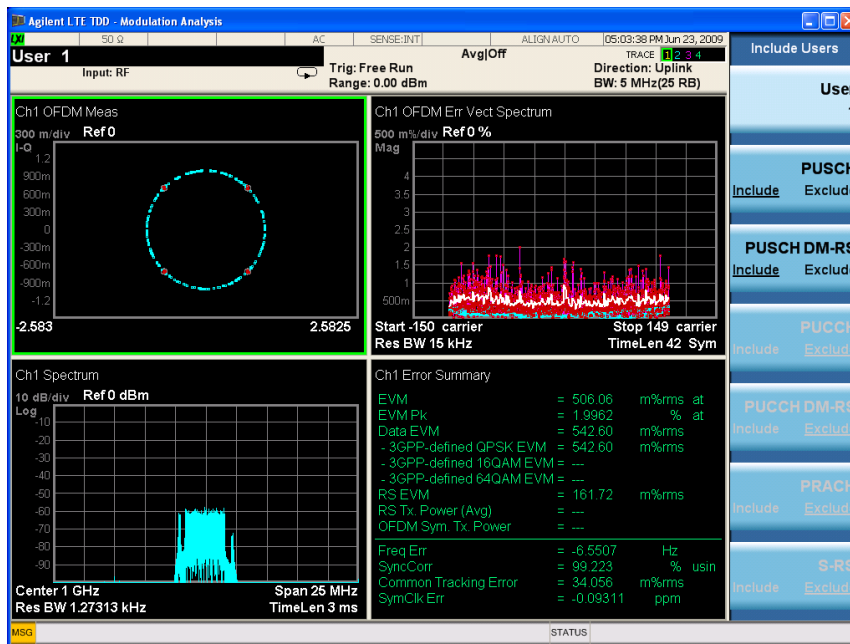 Agilent LTE TDD - Modulation Analysis
LXI 50 Ω AC SENSE:INT ALIGN AUTO 05:03:38 PM Jun 23, 2009
User 1
Avg|Off
TRACE 1 2 3 4
Input: RF
Trig: Free Run
Direction: Uplink
Range: 0.00 dBm
BW: 5 MHz(25 RB)
Ch1 OFDM Meas
300 m/div Ref 0
I-Q
1.2
900m
600m
300m
0
-300m
-600m
-900m
-1.2
-2.583 2.5825
Ch1 OFDM Err Vect Spectrum
500 m%/div Ref 0 %
Mag
4
3.5
3
2.5
2
1.5
1
500m
Start -150 carrier Stop 149 carrier
Res BW 15 kHz TimeLen 42 Sym
Ch1 Spectrum
10 dB/div Ref 0 dBm
Log
-10
-20
-30
-40
-50
-60
-70
-80
-90
Center 1 GHz Span 25 MHz
Res BW 1.27313 kHz TimeLen 3 ms
Ch1 Error Summary
EVM = 506.06 m%rms at
EVM Pk = 1.9962 % at
Data EVM = 542.60 m%rms
- 3GPP-defined QPSK EVM = 542.60 m%rms
- 3GPP-defined 16QAM EVM = ---
- 3GPP-defined 64QAM EVM = ---
RS EVM = 161.72 m%rms
RS Tx. Power (Avg) = ---
OFDM Sym. Tx. Power = ---
Freq Err = -6.5507 Hz
SyncCorr = 99.223 % usin
Common Tracking Error = 34.056 m%rms
SymClk Err = -0.09311 ppm
Include Users
User
PUSCH
Include Exclude
PUSCH DM-RS
Include Exclude
PUCCH
Include Exclude
PUCCH DM-RS
Include Exclude
PRACH
Include Exclude
S-RS
Include Exclude
MSG STATUS